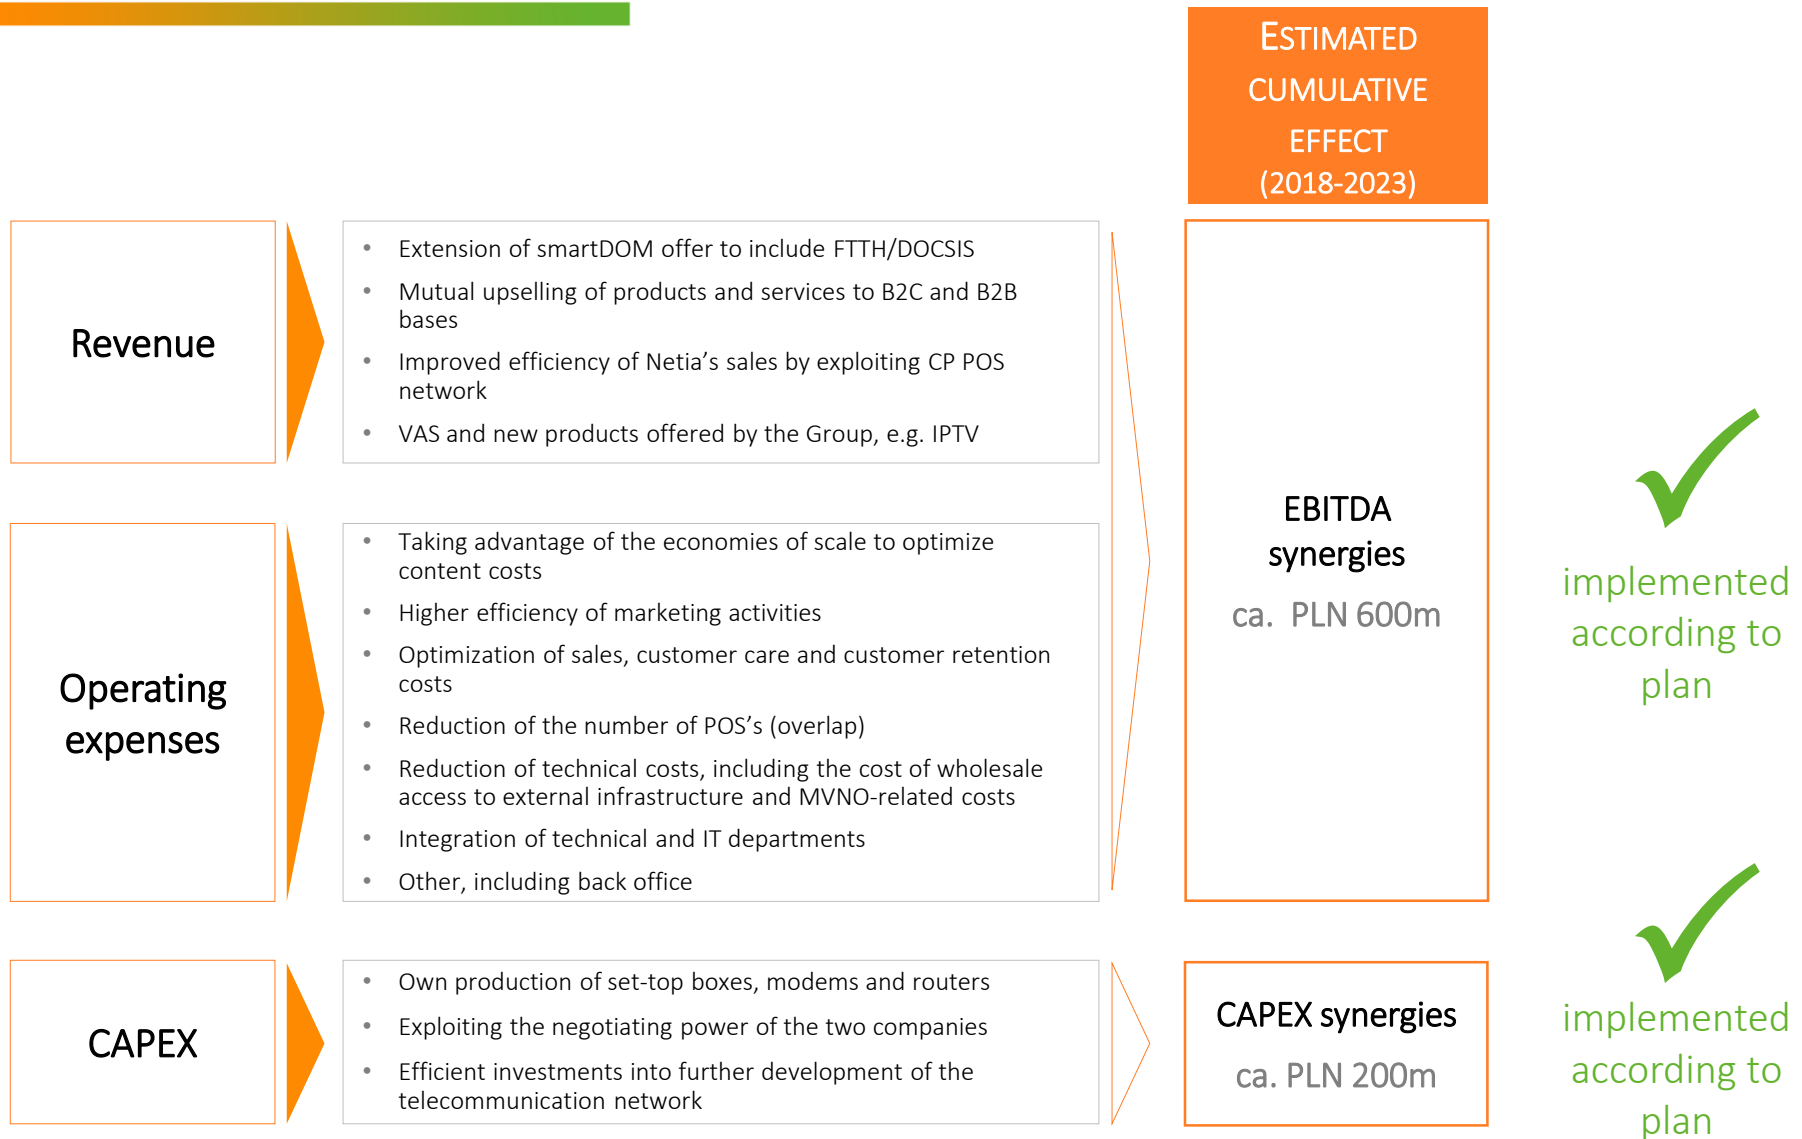 ESTIMATED
CUMULATIVE
EFFECT
(2018-2023)
Revenue
• Extension of smartDOM offer to include FTTH/DOCSIS
• Mutual upselling of products and services to B2C and B2B
bases
• Improved efficiency of Netia’s sales by exploiting CP POS
network
• VAS and new products offered by the Group, e.g. IPTV
Operating
expenses
• Taking advantage of the economies of scale to optimize
content costs
• Higher efficiency of marketing activities
• Optimization of sales, customer care and customer retention
costs
• Reduction of the number of POS’s (overlap)
• Reduction of technical costs, including the cost of wholesale
access to external infrastructure and MVNO-related costs
• Integration of technical and IT departments
• Other, including back office
EBITDA
synergies
ca. PLN 600m
implemented
according to
plan
CAPEX
• Own production of set-top boxes, modems and routers
• Exploiting the negotiating power of the two companies
• Efficient investments into further development of the
telecommunication network
CAPEX synergies
ca. PLN 200m
implemented
according to
plan